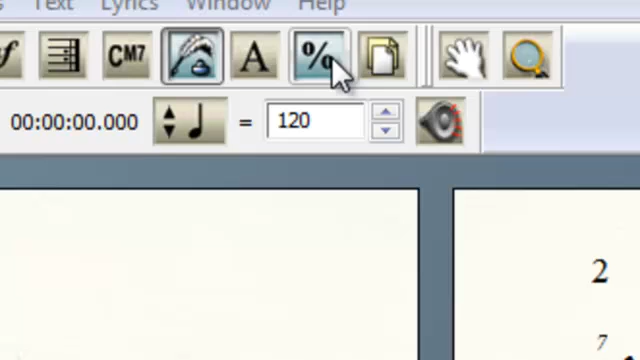 Text Lyrics Window Help
f CM7 A %
00:00:00.000 = 120
2
7